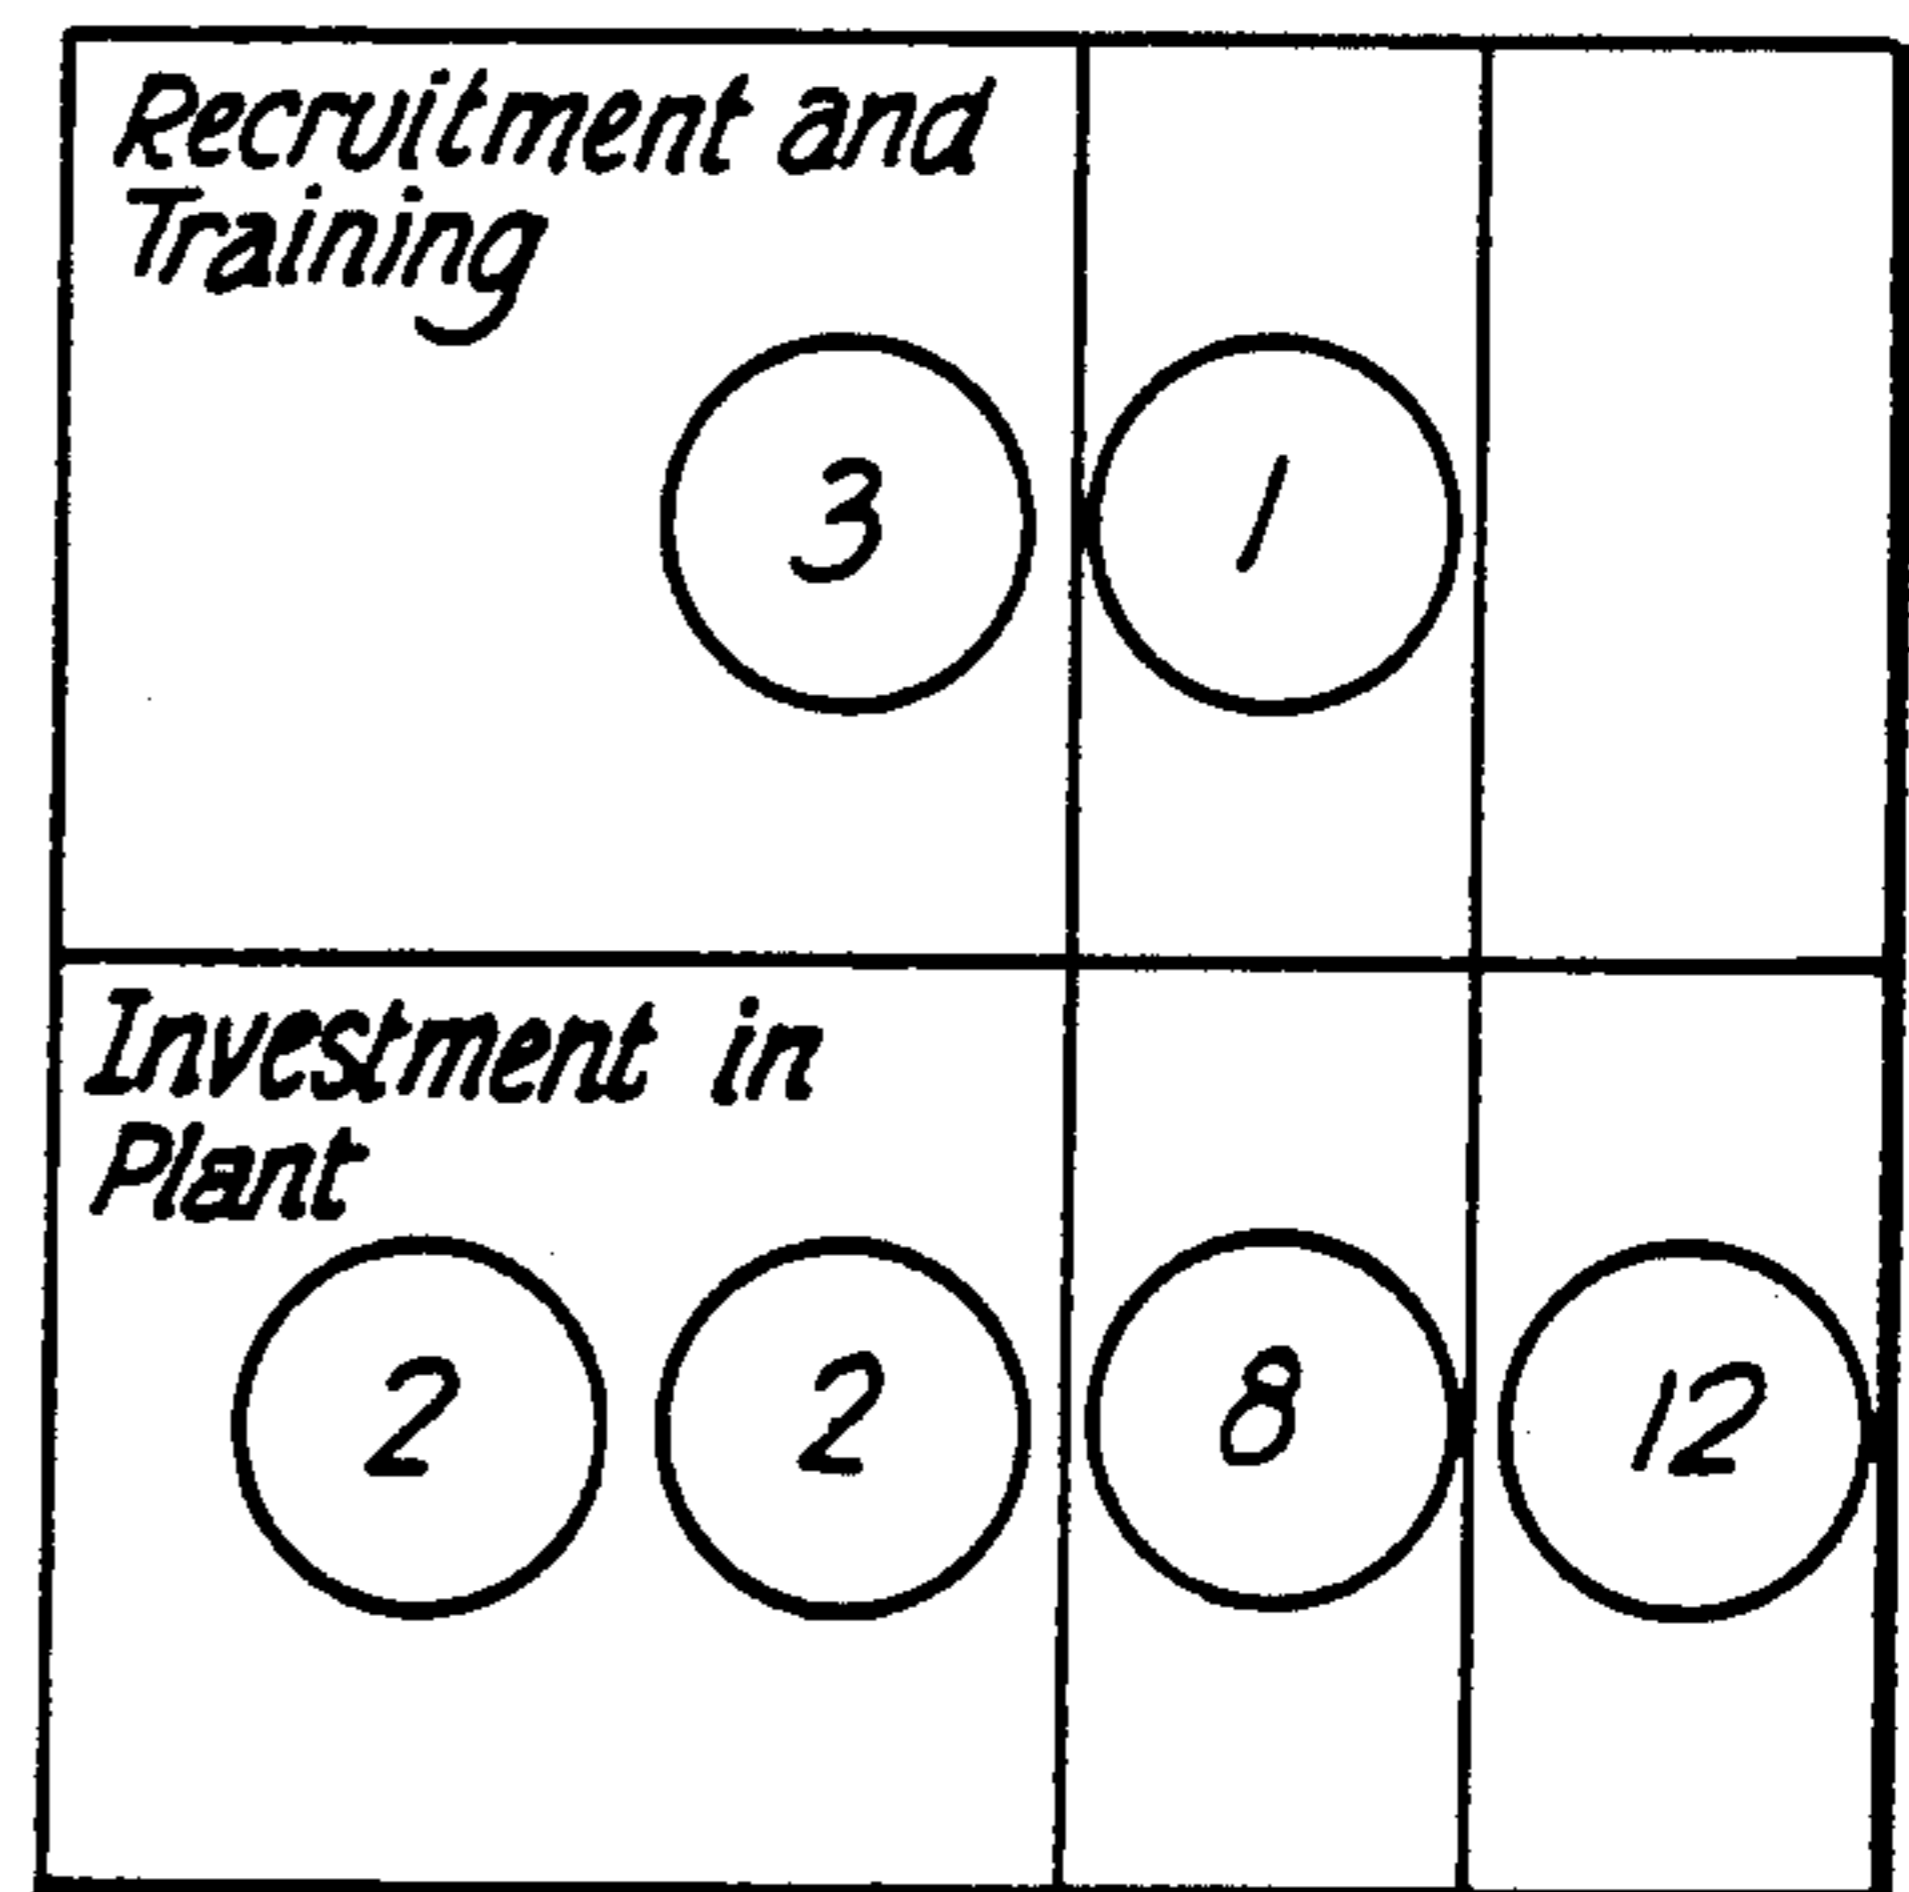 Recruitment and
Training
3 1
Investment in
Plant
2 2 8 12